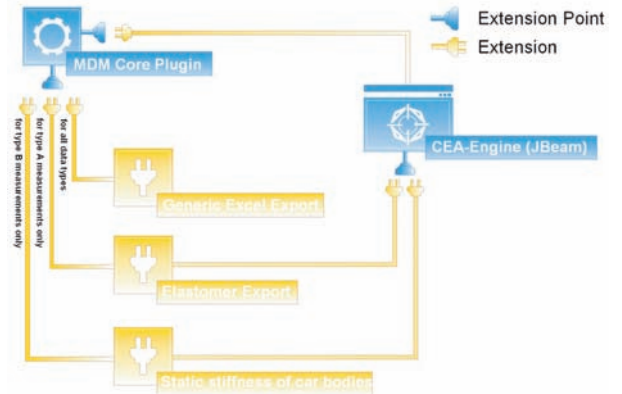 Extension Point
Extension
MDM Core Plugin
CEA-Engine (JBeam)
for type B measurements only
for type A measurements only
for all data types
Generic Excel Export
Elastomer Export
Static stiffness of car bodies